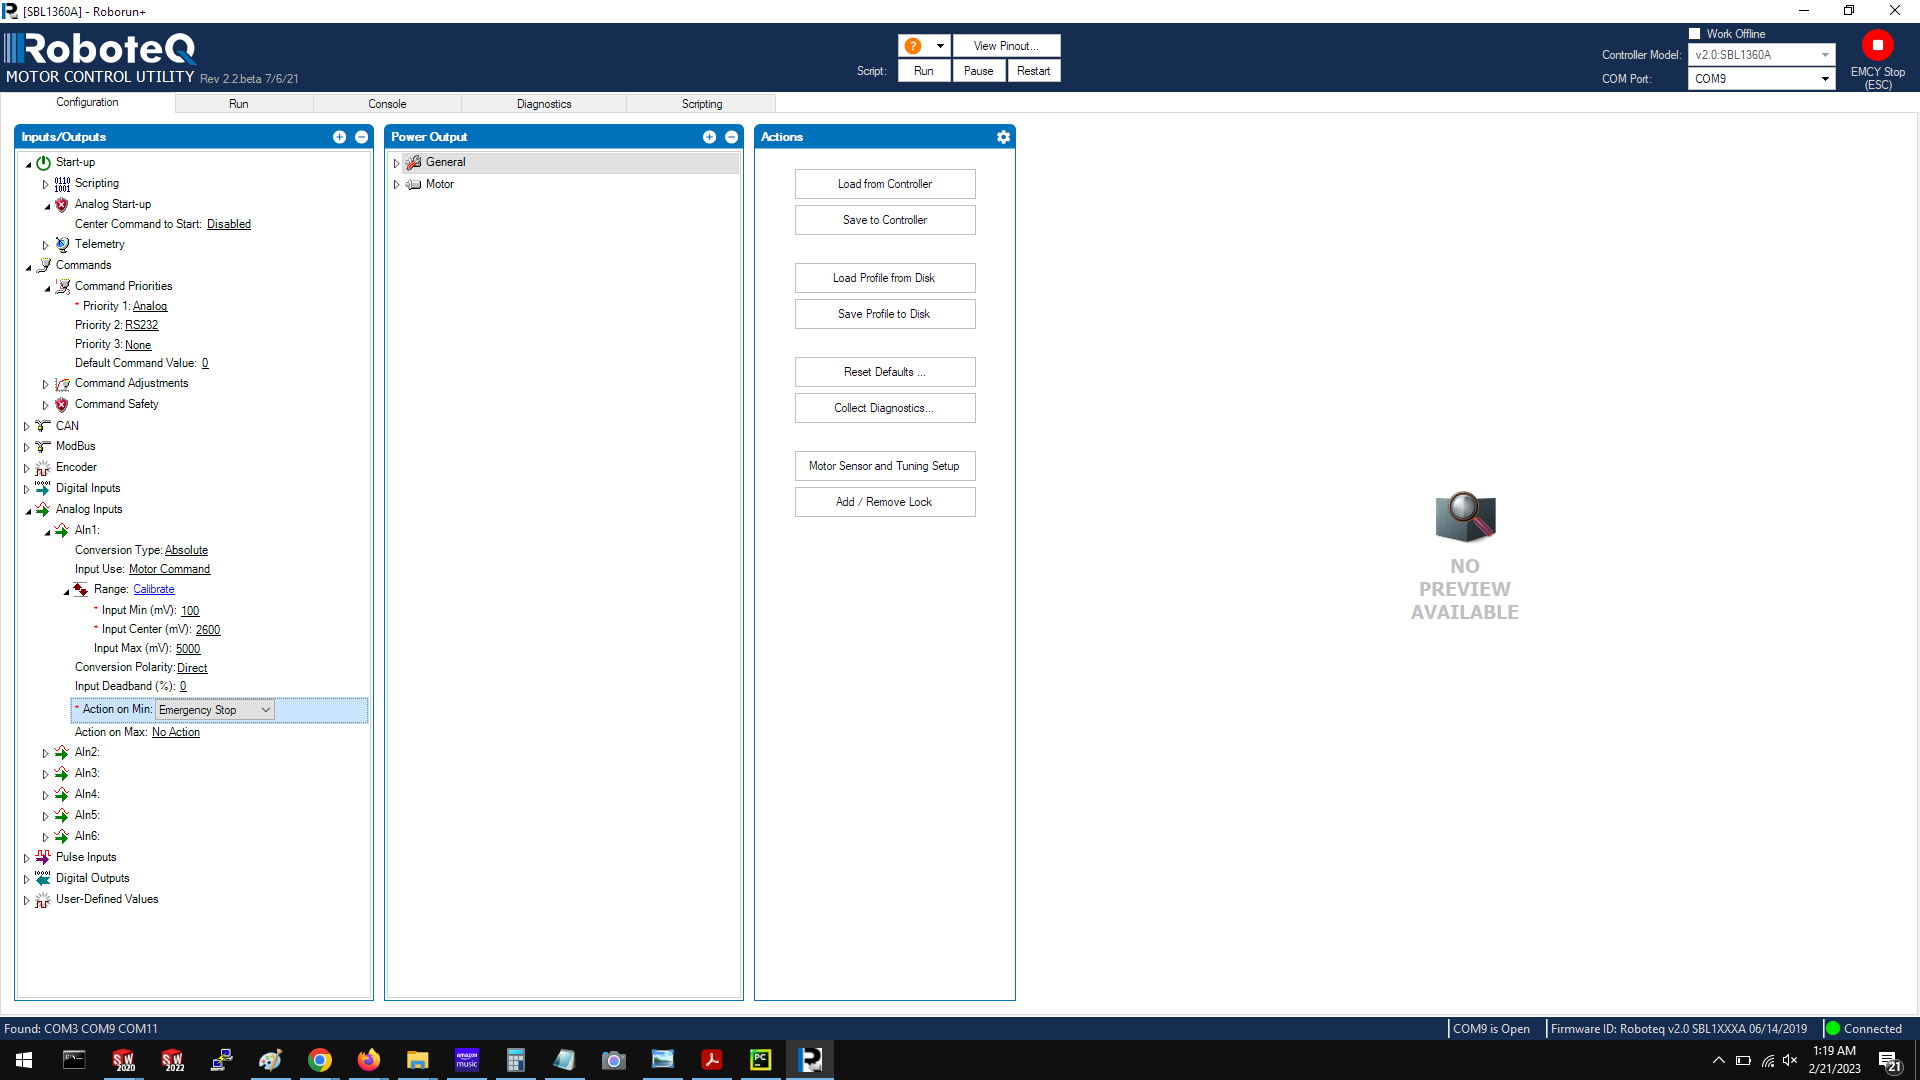 [SBL1360A] - Roborun+
RoboteQ
MOTOR CONTROL UTILITY Rev 2.2.beta 7/6/21
?
View Pinout...
Script: Run Pause Restart
Work Offline
Controller Model: v2.0:SBL1360A
COM Port: COM9
EMCY Stop
(ESC)
Configuration Run Console Diagnostics Scripting
Inputs/Outputs
Start-up
Scripting
Analog Start-up
Center Command to Start: Disabled
Telemetry
Commands
Command Priorities
* Priority 1: Analog
Priority 2: RS232
Priority 3: None
Default Command Value: 0
Command Adjustments
Command Safety
CAN
ModBus
Encoder
Digital Inputs
Analog Inputs
AIn1:
Conversion Type: Absolute
Input Use: Motor Command
Range: Calibrate
* Input Min (mV): 100
* Input Center (mV): 2600
Input Max (mV): 5000
Conversion Polarity: Direct
Input Deadband (%): 0
* Action on Min: Emergency Stop
Action on Max: No Action
AIn2:
AIn3:
AIn4:
AIn5:
AIn6:
Pulse Inputs
Digital Outputs
User-Defined Values
Power Output
General
Motor
Actions
Load from Controller
Save to Controller
Load Profile from Disk
Save Profile to Disk
Reset Defaults ...
Collect Diagnostics...
Motor Sensor and Tuning Setup
Add / Remove Lock
NO
PREVIEW
AVAILABLE
Found: COM3 COM9 COM11
COM9 is Open
Firmware ID: Roboteq v2.0 SBL1XXXA 06/14/2019
Connected
SW
2020
SW
2022
amazon
music
PC
1:19 AM
2/21/2023
21